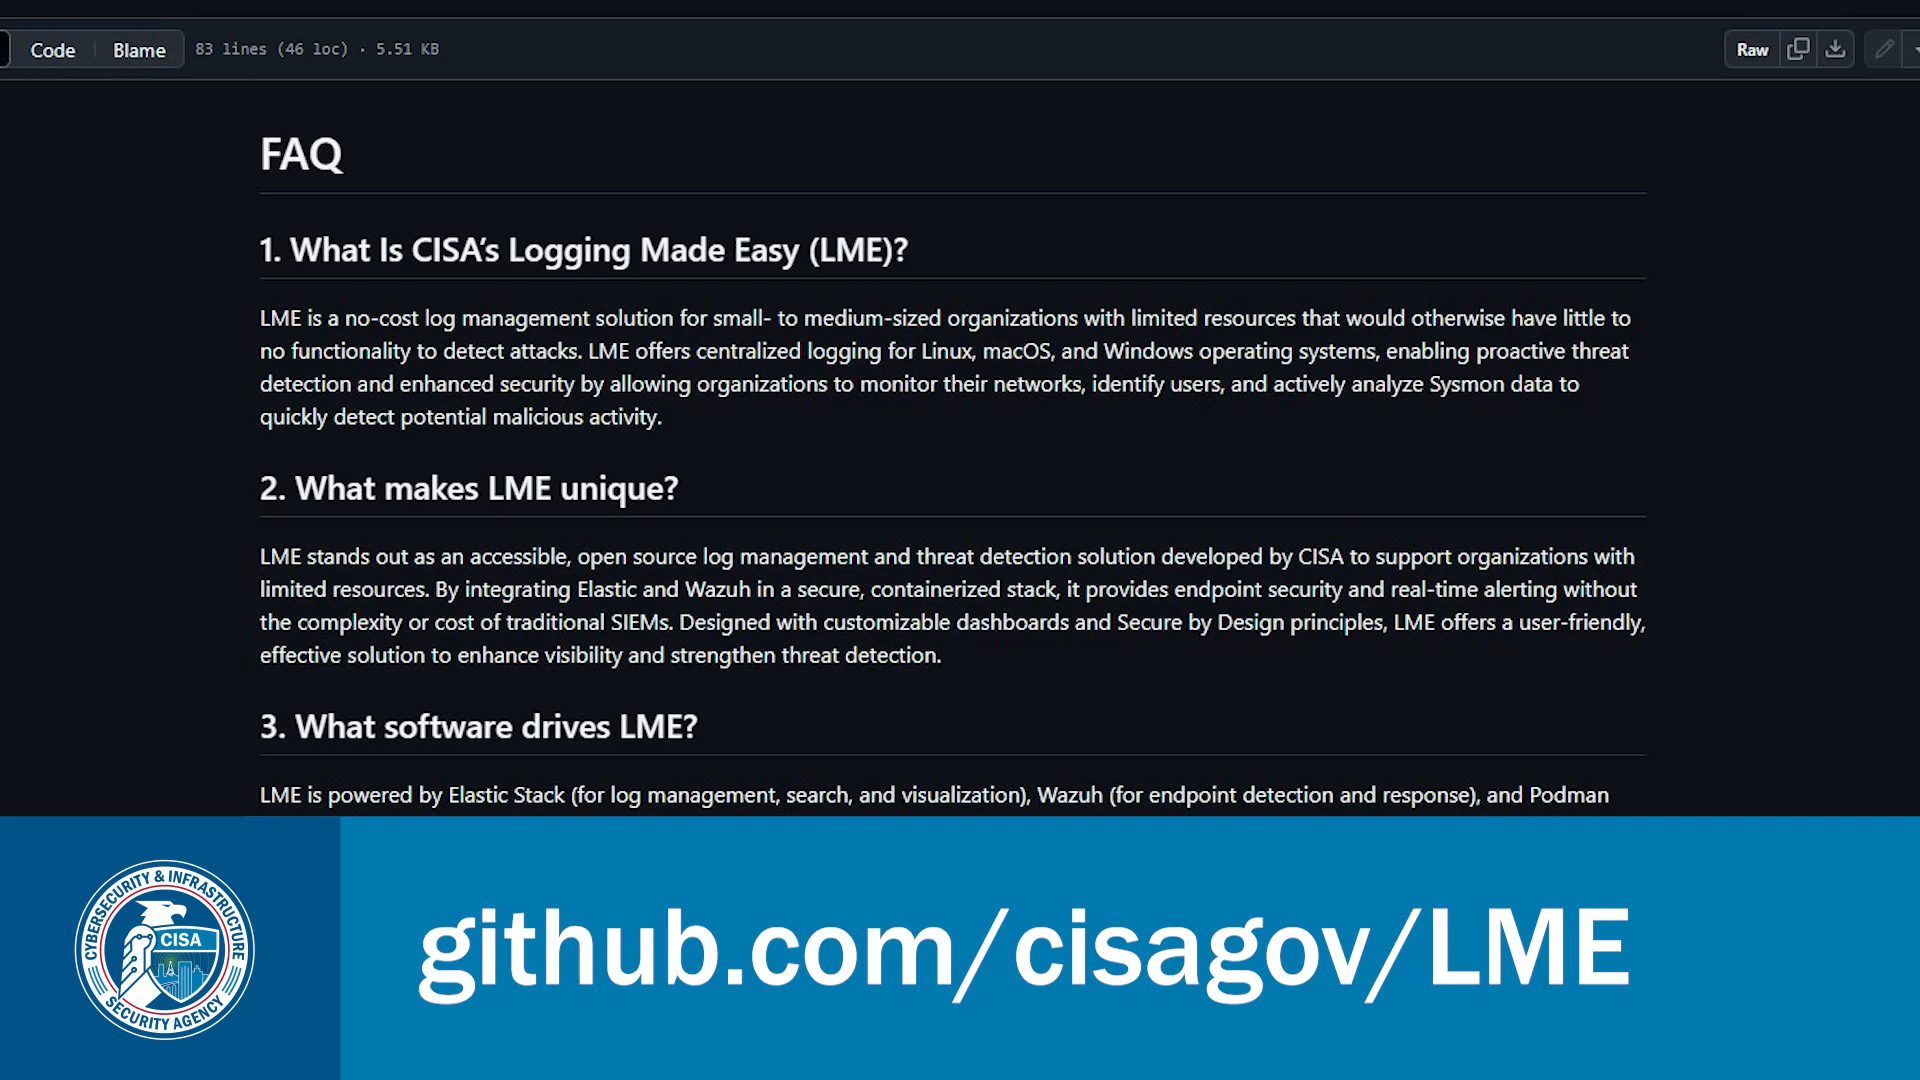 Code Blame 83 lines (46 loc) · 5.51 KB Raw
FAQ
1. What Is CISA’s Logging Made Easy (LME)?
LME is a no-cost log management solution for small- to medium-sized organizations with limited resources that would otherwise have little to
no functionality to detect attacks. LME offers centralized logging for Linux, macOS, and Windows operating systems, enabling proactive threat
detection and enhanced security by allowing organizations to monitor their networks, identify users, and actively analyze Sysmon data to
quickly detect potential malicious activity.
2. What makes LME unique?
LME stands out as an accessible, open source log management and threat detection solution developed by CISA to support organizations with
limited resources. By integrating Elastic and Wazuh in a secure, containerized stack, it provides endpoint security and real-time alerting without
the complexity or cost of traditional SIEMs. Designed with customizable dashboards and Secure by Design principles, LME offers a user-friendly,
effective solution to enhance visibility and strengthen threat detection.
3. What software drives LME?
LME is powered by Elastic Stack (for log management, search, and visualization), Wazuh (for endpoint detection and response), and Podman
CYBERSECURITY & INFRASTRUCTURE
CISA
SECURITY AGENCY
github.com/cisagov/LME